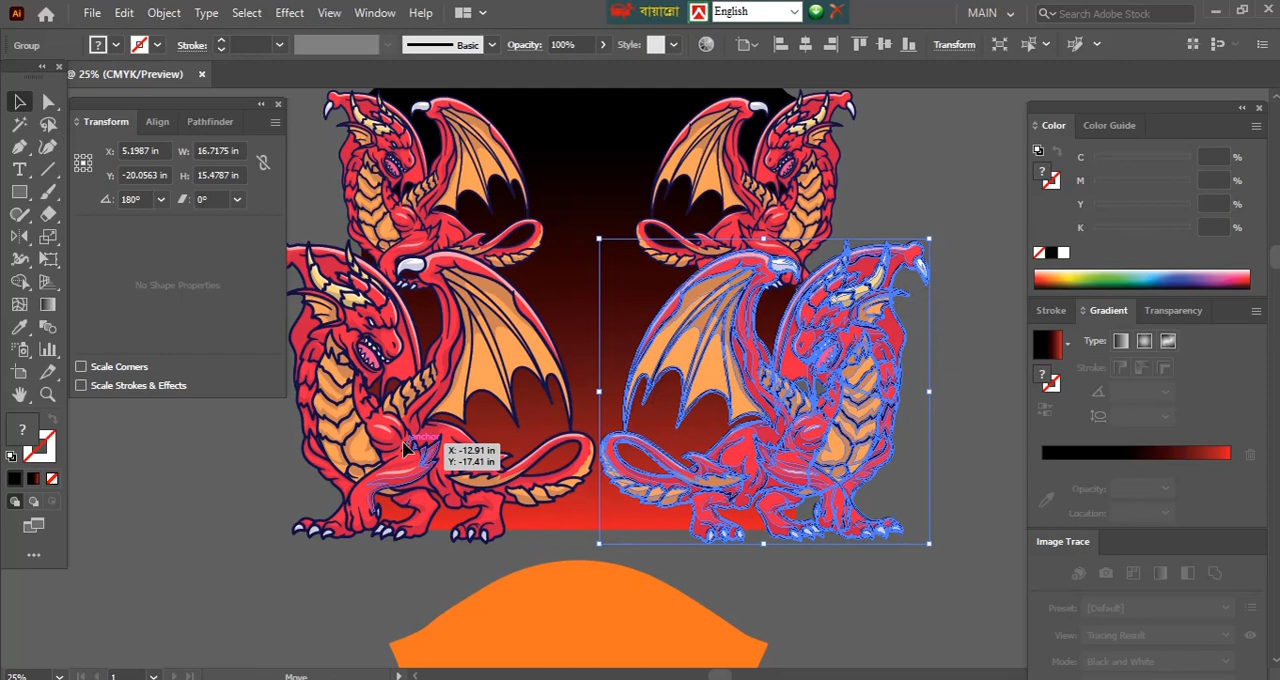 Ai File Edit Object Type Select Effect View Window Help বায়ান্নো English MAIN Search Adobe Stock
Group ? Stroke: Basic Opacity: 100% Style: Transform
@ 25% (CMYK/Preview) ×
Transform Align Pathfinder
X: 5.1987 in W: 16.7175 in
Y: -20.0563 in H: 15.4787 in
180° 0°
No Shape Properties
Scale Corners
Scale Strokes & Effects
?
anchor
X: -12.91 in
Y: -17.41 in
Color Color Guide
C %
? M %
Y %
K %
Stroke Gradient Transparency
Type:
? Strokes:
Opacity:
Location:
Image Trace
Preset: [Default]
View: Tracing Result
Mode: Black and White
25% 1 Move